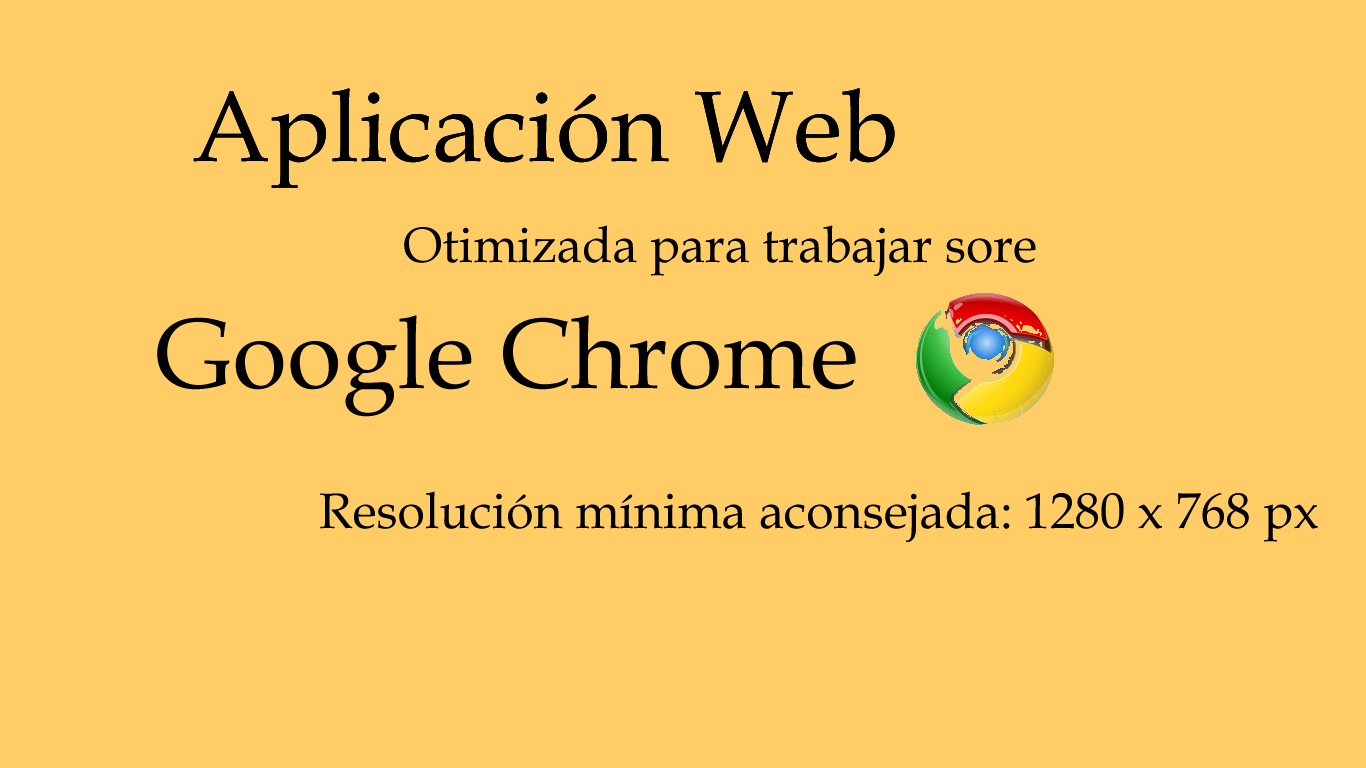 Aplicación Web
Otimizada para trabajar sore
Google Chrome
Resolución mínima aconsejada: 1280 x 768 px